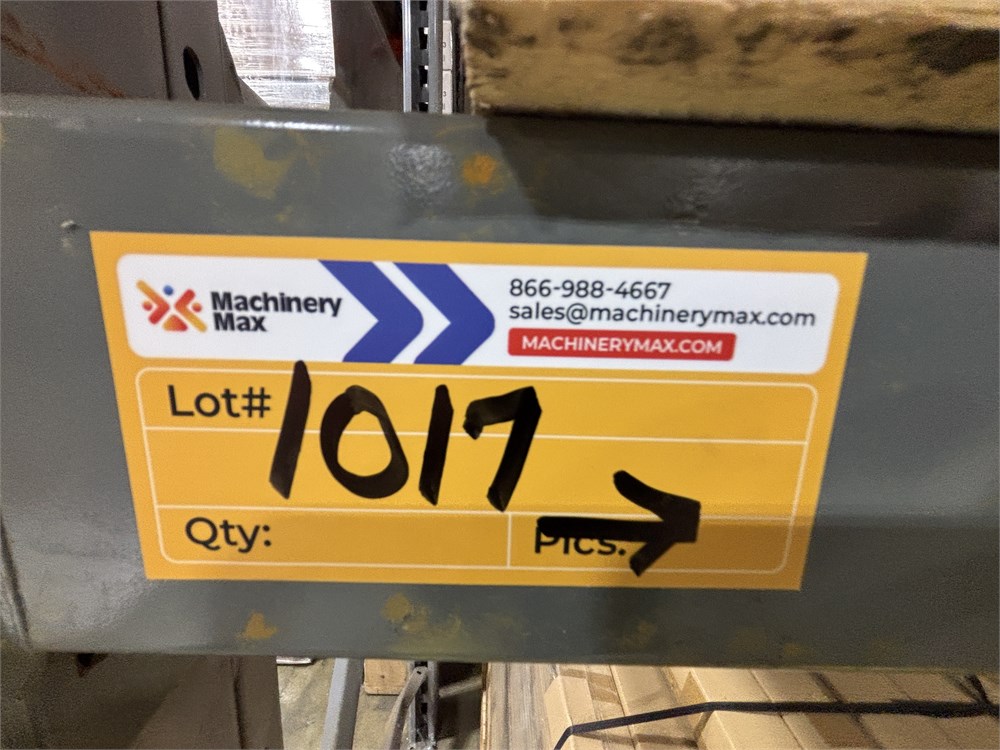 Machinery
Max
866-988-4667
sales@machinerymax.com
MACHINERYMAX.COM
Lot# 1017
Qty:
Pics: